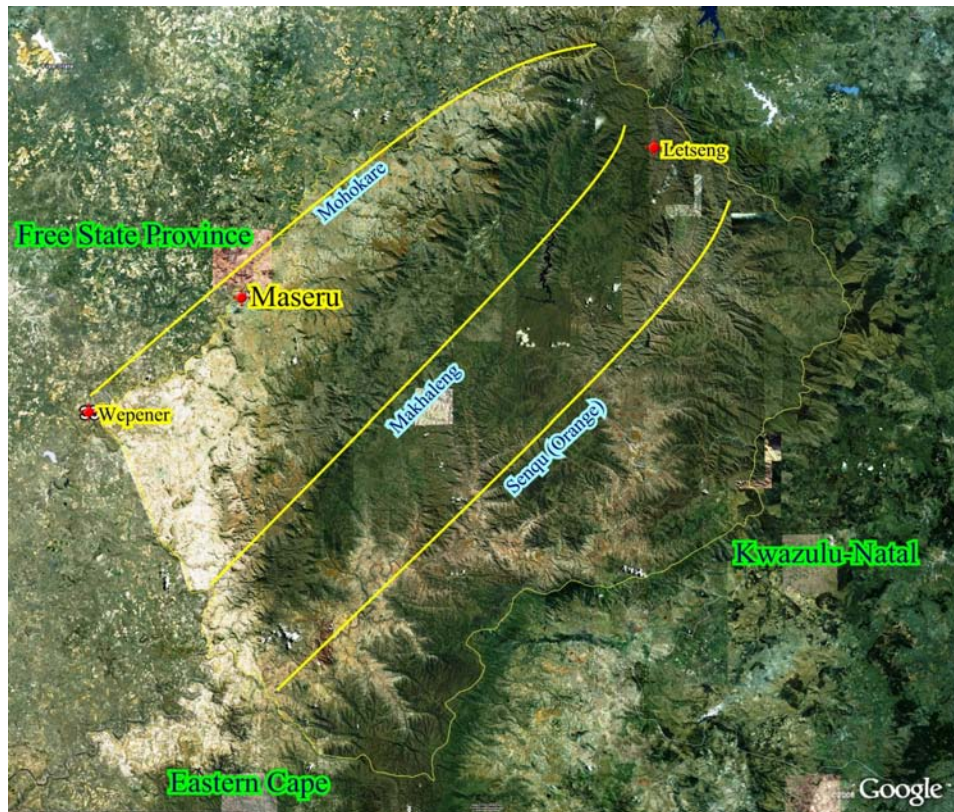 Letseng
Mohokare
Free State Province
Maseru
Makhaleng
Wepener
Senqu (Orange)
Kwazulu-Natal
Eastern Cape
Google